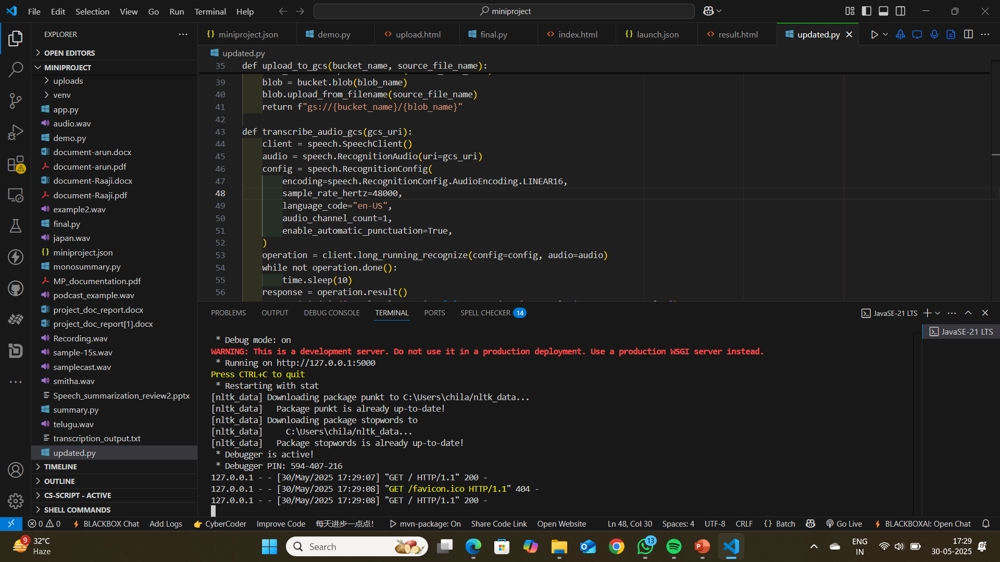 File Edit Selection View Go Run Terminal Help
miniproject
EXPLORER
OPEN EDITORS
MINIPROJECT
uploads
venv
app.py
audio.wav
demo.py
document-arun.docx
document-arun.pdf
document-Raaji.docx
document-Raaji.pdf
example2.wav
final.py
japan.wav
miniproject.json
monosummary.py
MP_documentation.pdf
podcast_example.wav
project_doc_report.docx
project_doc_report[1].docx
Recording.wav
sample-15s.wav
samplecast.wav
smitha.wav
Speech_summarization_review2.pptx
summary.py
telugu.wav
transcription_output.txt
updated.py
TIMELINE
OUTLINE
CS-SCRIPT - ACTIVE
SHELL COMMANDS
miniproject.json demo.py upload.html final.py index.html launch.json result.html updated.py
updated.py
35 def upload_to_gcs(bucket_name, source_file_name):
39 blob = bucket.blob(blob_name)
40 blob.upload_from_filename(source_file_name)
41 return f"gs://{bucket_name}/{blob_name}"
42
43 def transcribe_audio_gcs(gcs_uri):
44 client = speech.SpeechClient()
45 audio = speech.RecognitionAudio(uri=gcs_uri)
46 config = speech.RecognitionConfig(
47 encoding=speech.RecognitionConfig.AudioEncoding.LINEAR16,
48 sample_rate_hertz=48000,
49 language_code="en-US",
50 audio_channel_count=1,
51 enable_automatic_punctuation=True,
52 )
53 operation = client.long_running_recognize(config=config, audio=audio)
54 while not operation.done():
55 time.sleep(10)
56 response = operation.result()
PROBLEMS OUTPUT DEBUG CONSOLE TERMINAL PORTS SPELL CHECKER 14
JavaSE-21 LTS
JavaSE-21 LTS
* Debug mode: on
WARNING: This is a development server. Do not use it in a production deployment. Use a production WSGI server instead.
* Running on http://127.0.0.1:5000
Press CTRL+C to quit
* Restarting with stat
[nltk_data] Downloading package punkt to C:\Users\chila/nltk_data...
[nltk_data] Package punkt is already up-to-date!
[nltk_data] Downloading package stopwords to
[nltk_data] C:\Users\chila/nltk_data...
[nltk_data] Package stopwords is already up-to-date!
* Debugger is active!
* Debugger PIN: 594-407-216
127.0.0.1 - - [30/May/2025 17:29:07] "GET / HTTP/1.1" 200 -
127.0.0.1 - - [30/May/2025 17:29:08] "GET /favicon.ico HTTP/1.1" 404 -
127.0.0.1 - - [30/May/2025 17:29:08] "GET / HTTP/1.1" 200 -
0 0 BLACKBOX Chat Add Logs CyberCoder Improve Code 每天进步一点点! mvn-package: On Share Code Link Open Website Ln 48, Col 30 Spaces: 4 UTF-8 CRLF {} Batch Go Live BLACKBOXAI: Open Chat
9 32°C
Haze
Search
13
ENG
IN
17:29
30-05-2025